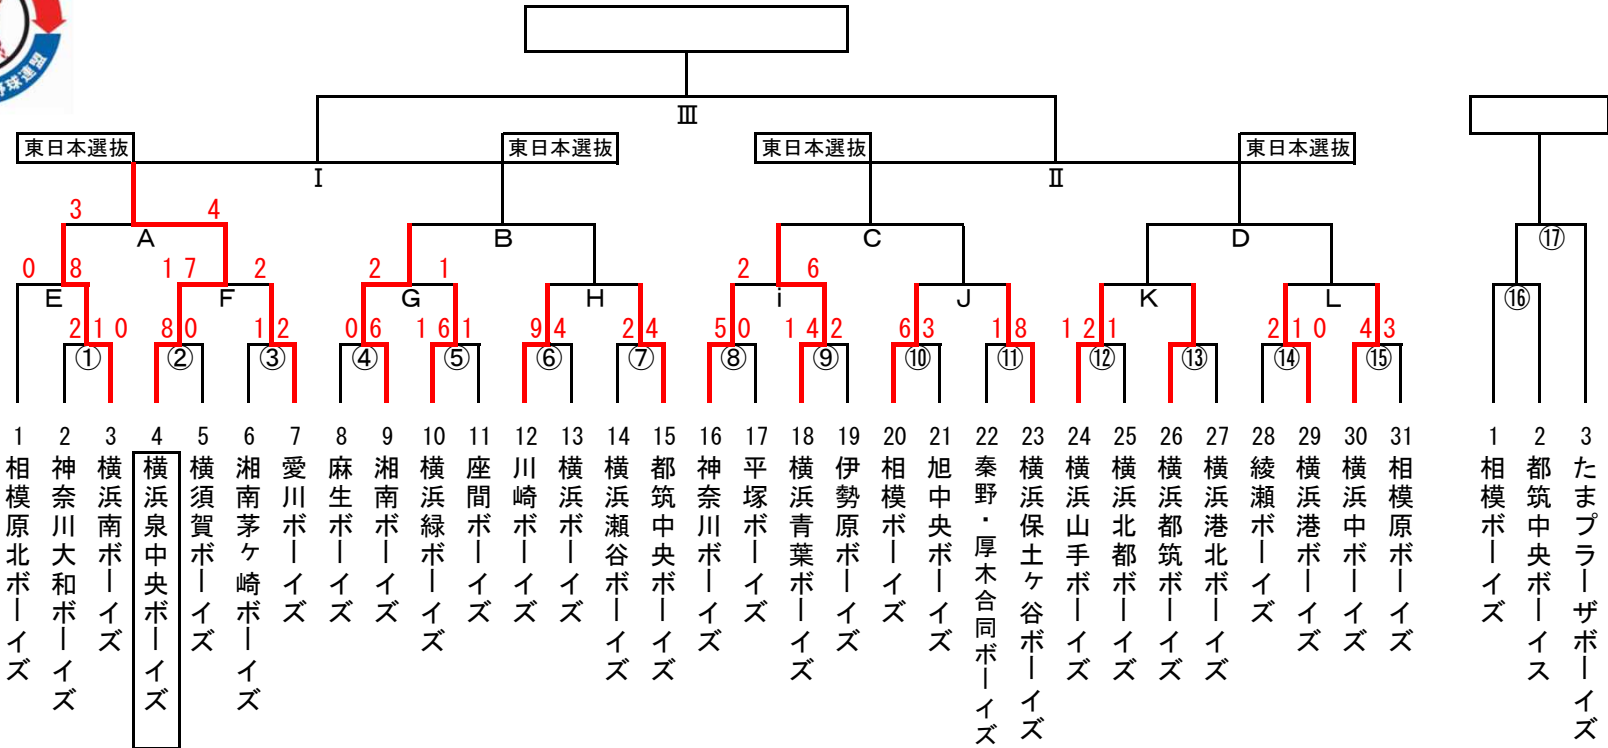 野球連盟
Ⅲ
東日本選抜 東日本選抜 東日本選抜 東日本選抜
Ⅰ Ⅱ
3 4
A B C D ⑰
0 8 17 2 2 1 2 6
E F G H i J K L ⑯
2 10 8 0 1 2 0 6 16 1 9 4 2 4 5 0 14 2 6 3 1 8 12 1 2 10 4 3
① ② ③ ④ ⑤ ⑥ ⑦ ⑧ ⑨ ⑩ ⑪ ⑫ ⑬ ⑭ ⑮
1 相模原北ボーイズ
2 神奈川大和ボーイズ
3 横浜南ボーイズ
4 横浜泉中央ボーイズ
5 横須賀ボーイズ
6 湘南茅ケ崎ボーイズ
7 愛川ボーイズ
8 麻生ボーイズ
9 湘南ボーイズ
10 横浜緑ボーイズ
11 座間ボーイズ
12 川崎ボーイズ
13 横浜ボーイズ
14 横浜瀬谷ボーイズ
15 都筑中央ボーイズ
16 神奈川ボーイズ
17 平塚ボーイズ
18 横浜青葉ボーイズ
19 伊勢原ボーイズ
20 相模ボーイズ
21 旭中央ボーイズ
22 秦野・厚木合同ボーイズ
23 横浜保土ヶ谷ボーイズ
24 横浜山手ボーイズ
25 横浜北都ボーイズ
26 横浜都筑ボーイズ
27 横浜港北ボーイズ
28 綾瀬ボーイズ
29 横浜港ボーイズ
30 横浜中ボーイズ
31 相模原ボーイズ
1 相模ボーイズ
2 都筑中央ボーイス
3 たまプラーザボーイズ